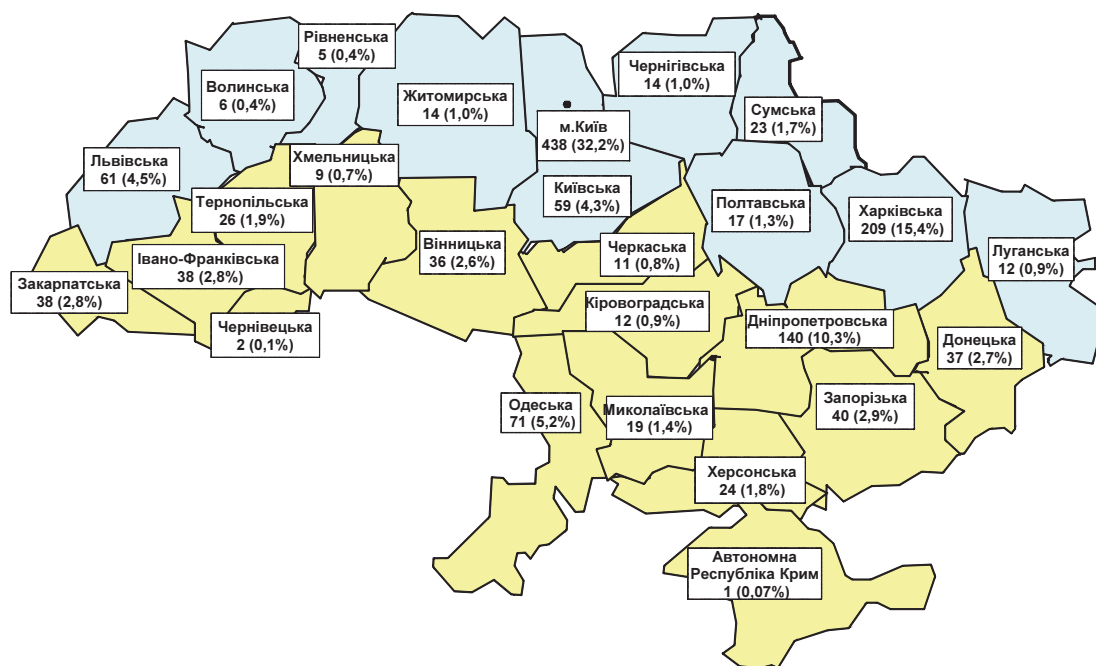 Рівненська
5 (0,4%)
Волинська
6 (0,4%)
Житомирська
14 (1,0%)
Чернігівська
14 (1,0%)
Сумська
23 (1,7%)
м.Київ
438 (32,2%)
Львівська
61 (4,5%)
Хмельницька
9 (0,7%)
Тернопільська
26 (1,9%)
Київська
59 (4,3%)
Полтавська
17 (1,3%)
Харківська
209 (15,4%)
Луганська
12 (0,9%)
Івано-Франківська
38 (2,8%)
Вінницька
36 (2,6%)
Черкаська
11 (0,8%)
Закарпатська
38 (2,8%)
Чернівецька
2 (0,1%)
Кіровоградська
12 (0,9%)
Дніпропетровська
140 (10,3%)
Донецька
37 (2,7%)
Одеська
71 (5,2%)
Миколаївська
19 (1,4%)
Запорізька
40 (2,9%)
Херсонська
24 (1,8%)
Автономна
Республіка Крим
1 (0,07%)